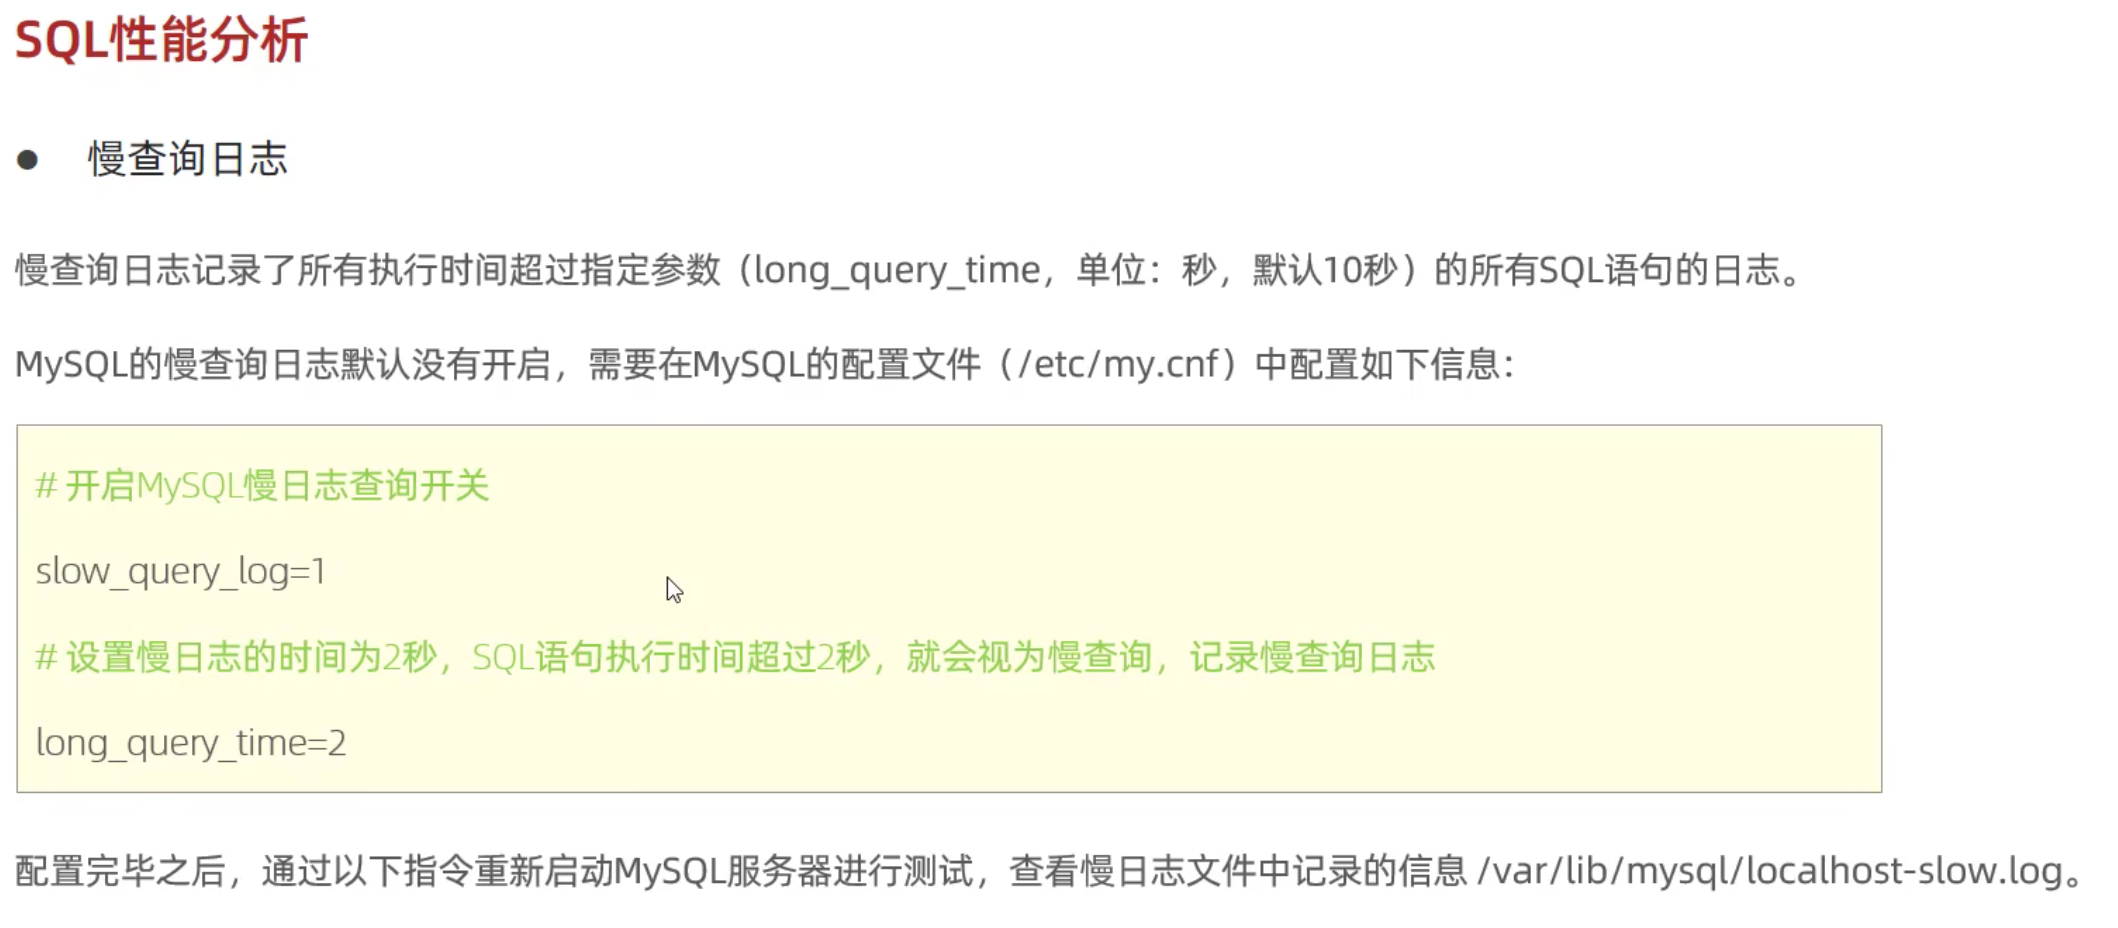 SQL性能分析
● 慢查询日志
慢查询日志记录了所有执行时间超过指定参数（long_query_time，单位：秒，默认10秒）的所有SQL语句的日志。
MySQL的慢查询日志默认没有开启，需要在MySQL的配置文件（/etc/my.cnf）中配置如下信息：
# 开启MySQL慢日志查询开关
slow_query_log=1
# 设置慢日志的时间为2秒，SQL语句执行时间超过2秒，就会视为慢查询，记录慢查询日志
long_query_time=2
配置完毕之后，通过以下指令重新启动MySQL服务器进行测试，查看慢日志文件中记录的信息 /var/lib/mysql/localhost-slow.log。